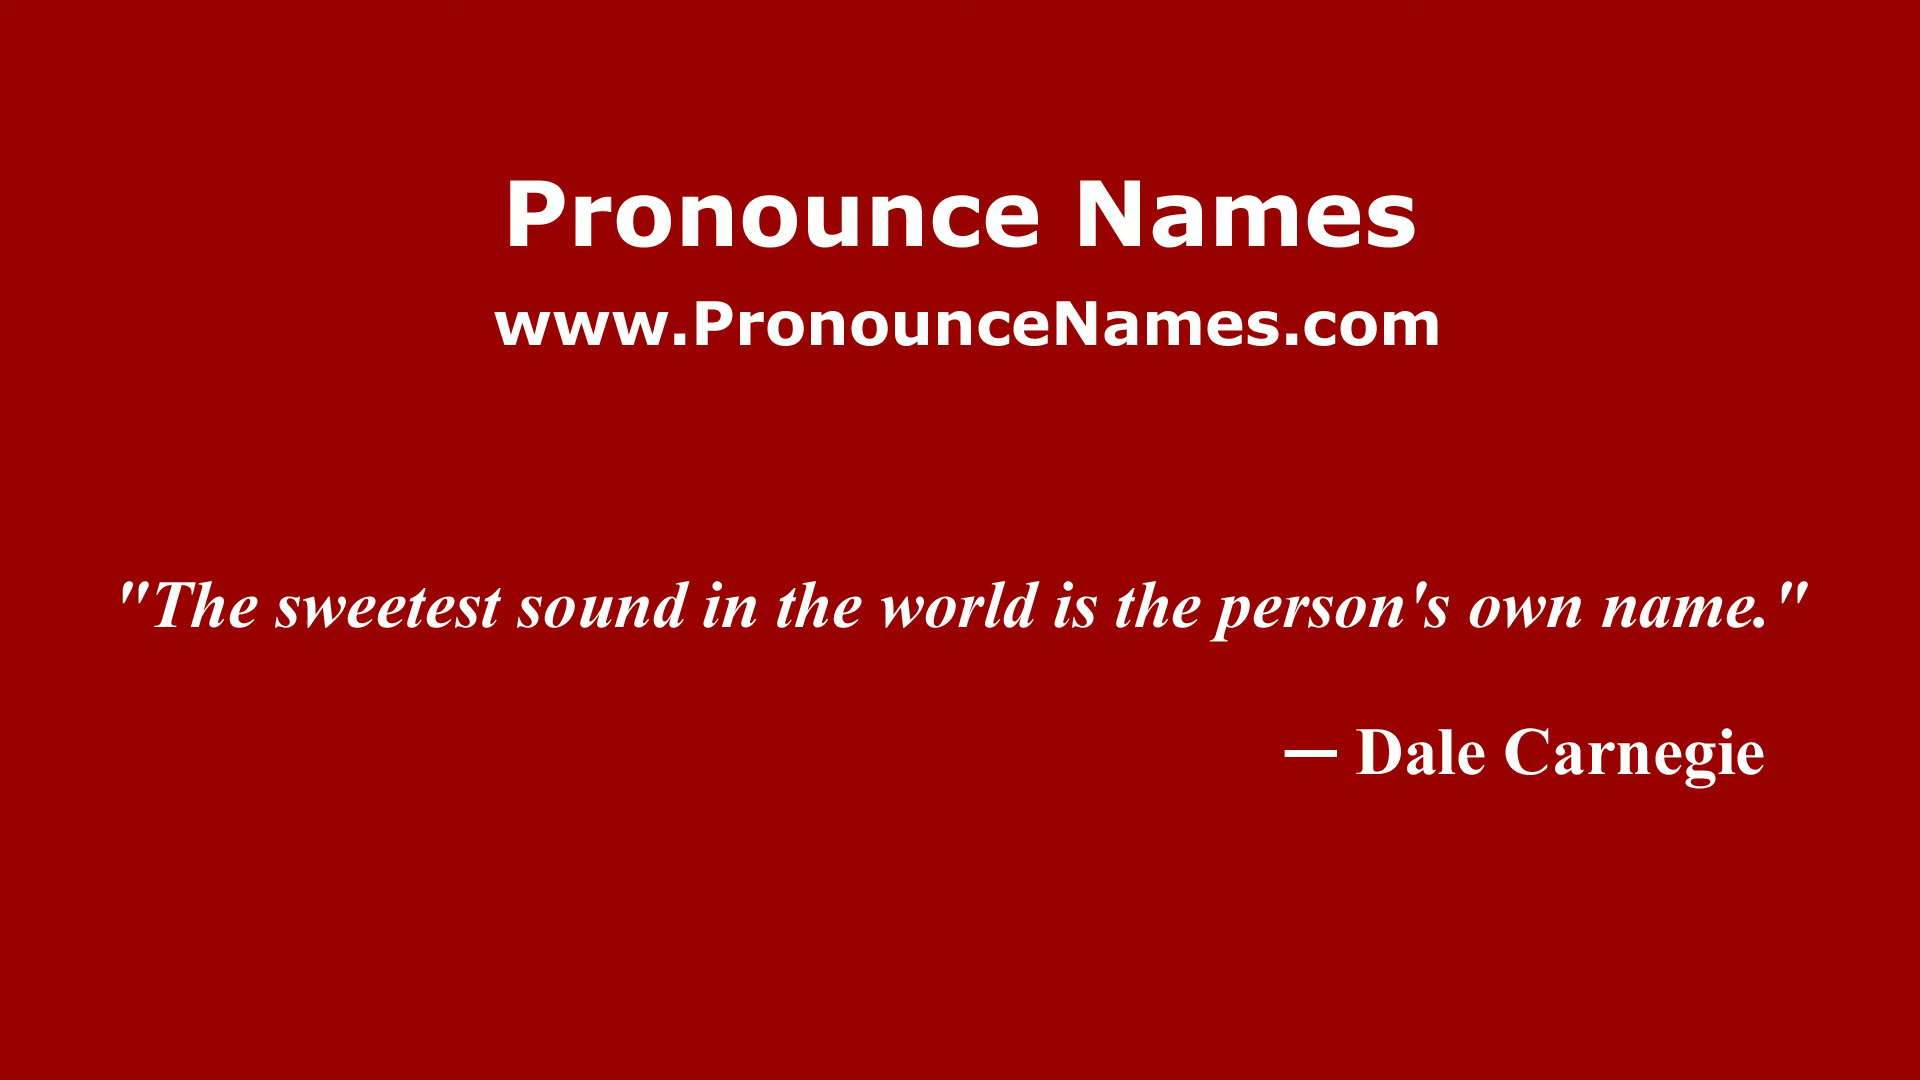 Pronounce Names
www.PronounceNames.com
"The sweetest sound in the world is the person's own name."
— Dale Carnegie